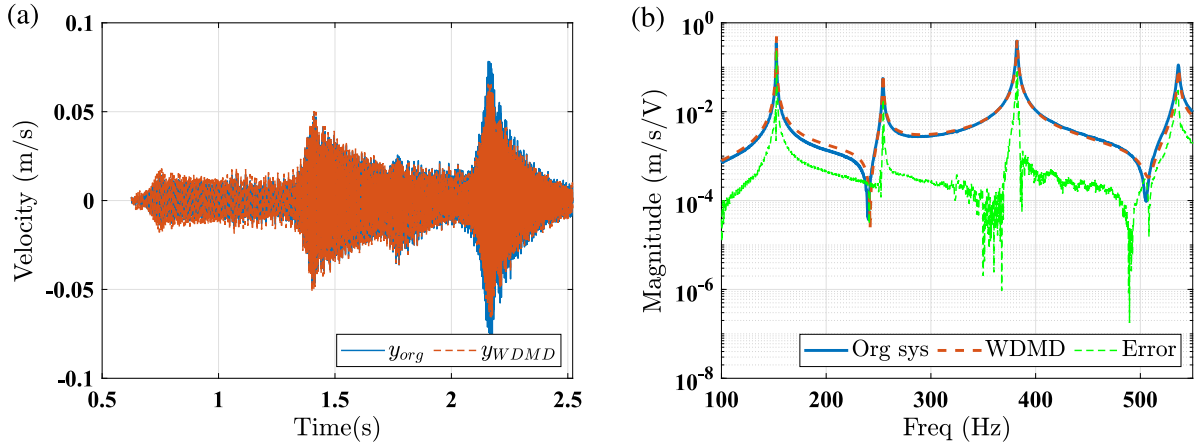 (a)
0.1
0.05
0
-0.05
-0.1
Velocity (m/s)
0.5 1 1.5 2 2.5
Time(s)
y_org y_WDMD
(b)
10^0
10^-2
10^-4
10^-6
10^-8
Magnitude (m/s/V)
100 200 300 400 500
Freq (Hz)
Org sys WDMD Error